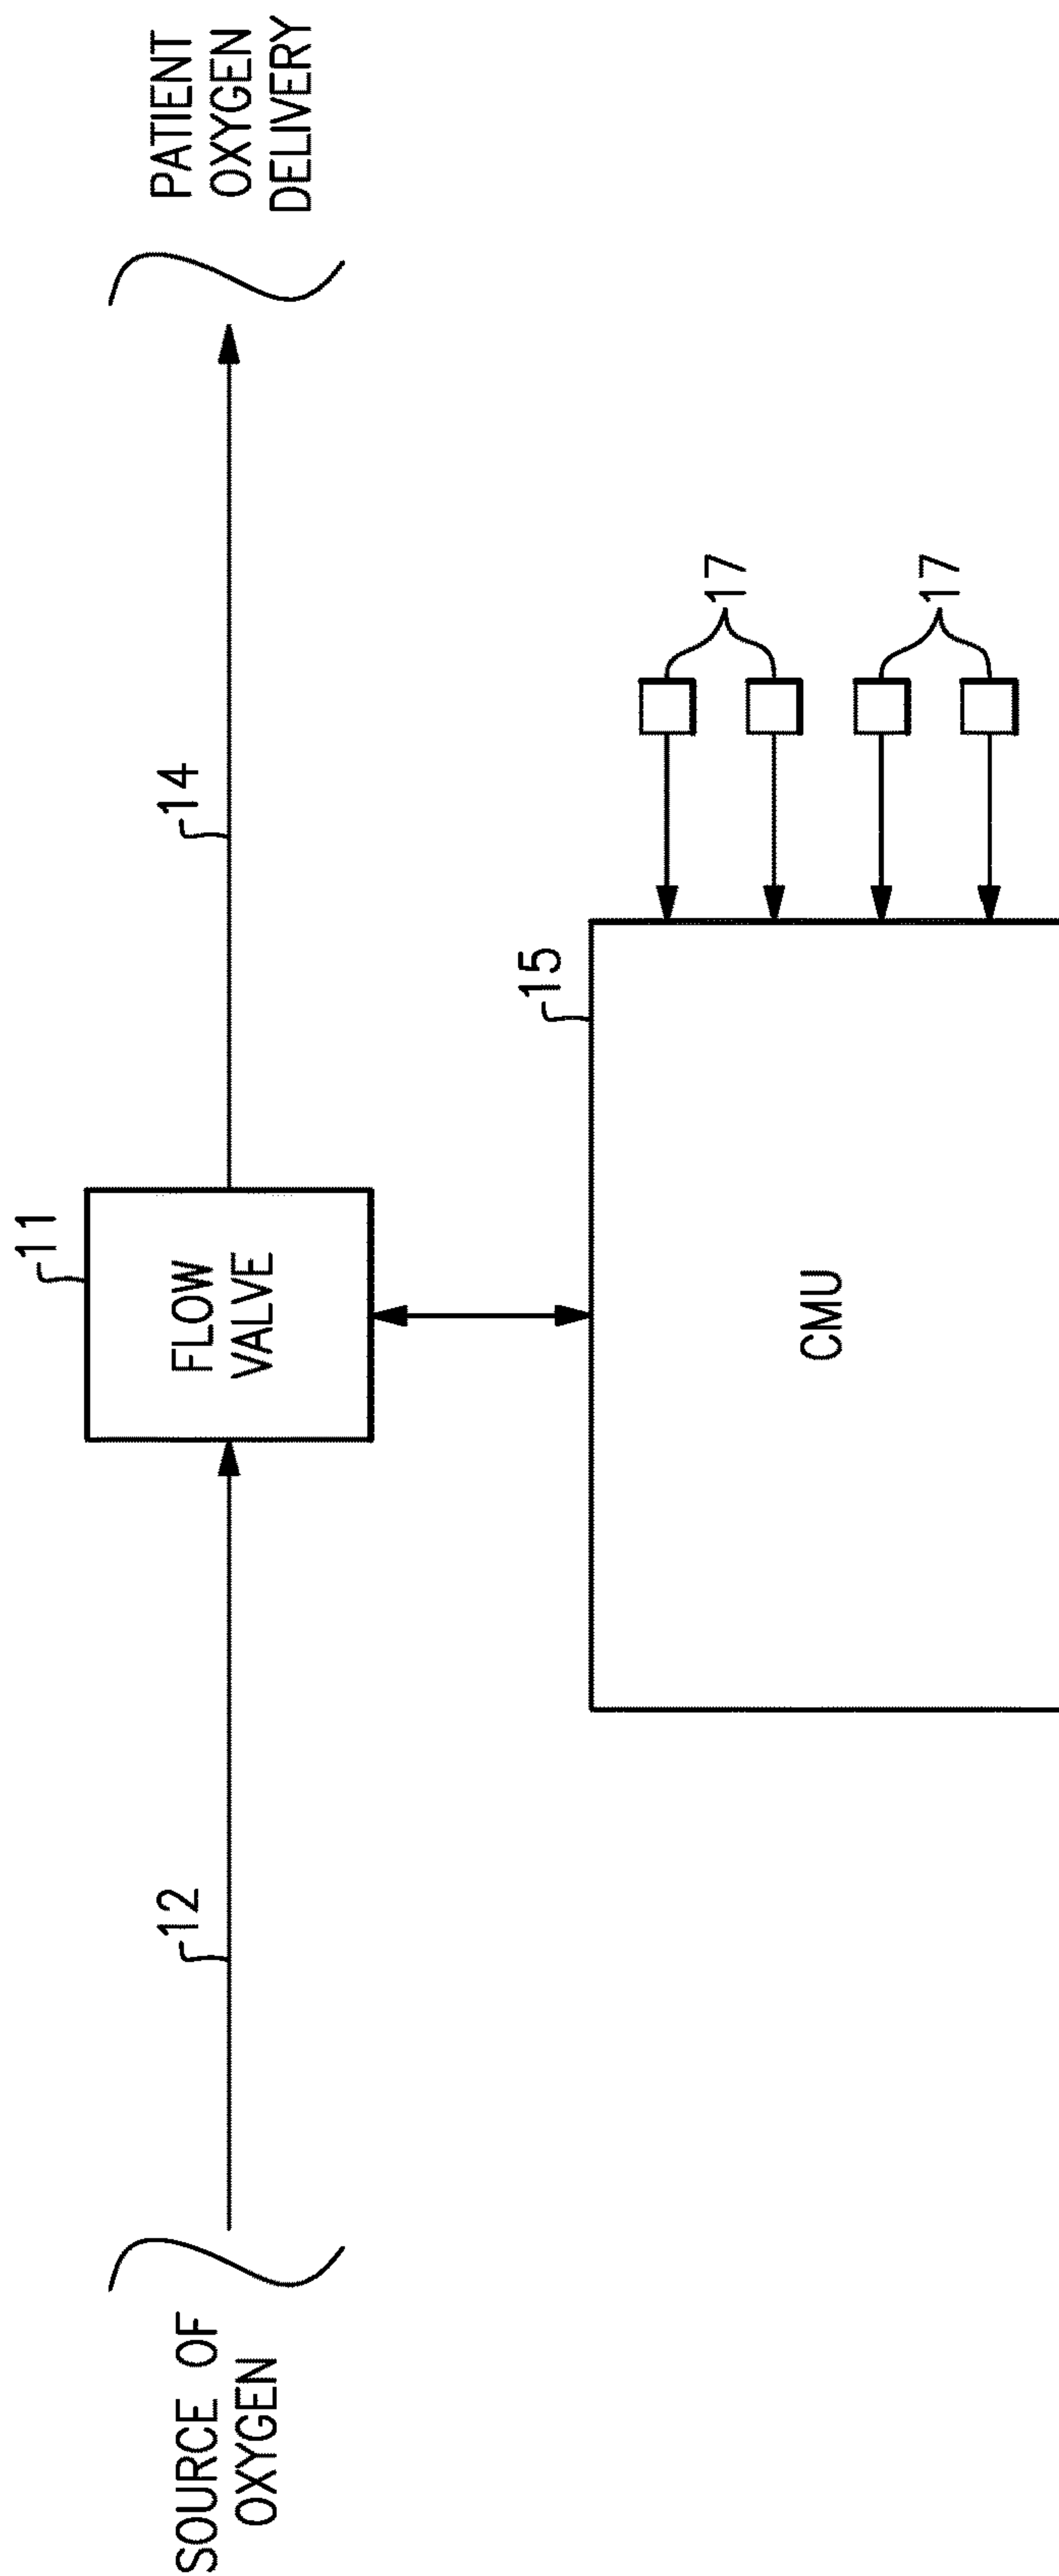 SOURCE OF
OXYGEN
12
11
FLOW
VALVE
14
PATIENT
OXYGEN
DELIVERY
15
CMU
17
17